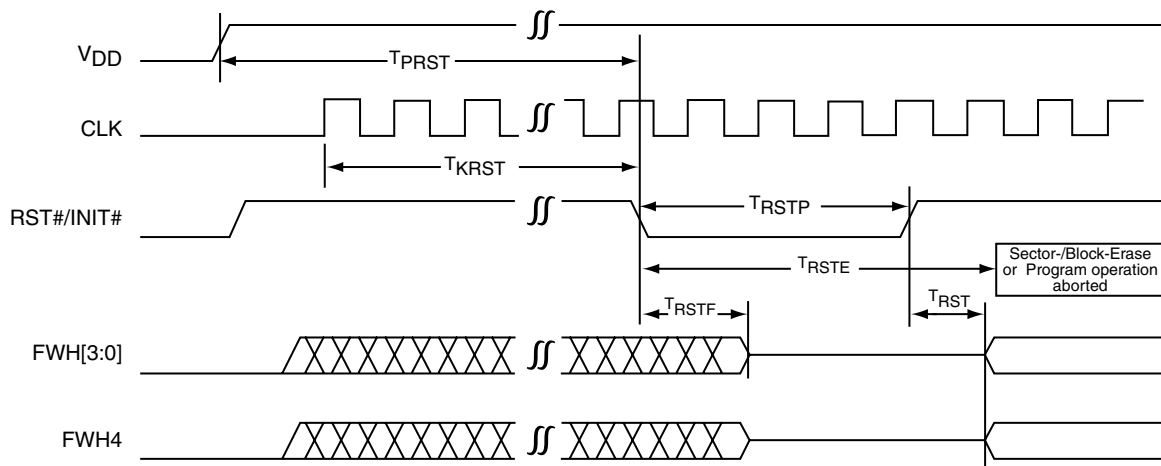 VDD
TPRST
CLK
TKRST
RST#/INIT#
TRSTP
TRSTE
Sector-/Block-Erase
or Program operation
aborted
TRSTF
TRST
FWH[3:0]
FWH4